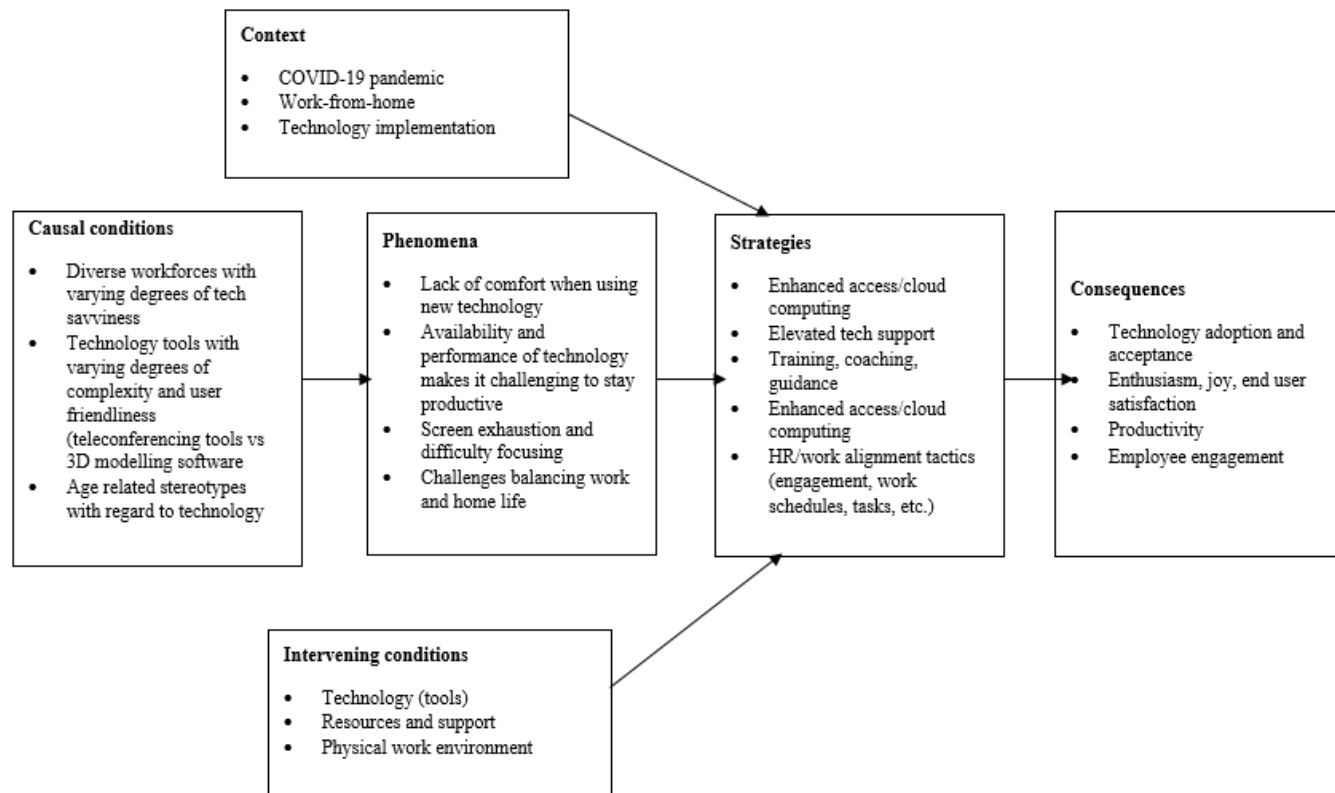 Context
• COVID-19 pandemic
• Work-from-home
• Technology implementation
Causal conditions
• Diverse workforces with
varying degrees of tech
savviness
• Technology tools with
varying degrees of
complexity and user
friendliness
(teleconferencing tools vs
3D modelling software
• Age related stereotypes
with regard to technology
Phenomena
• Lack of comfort when using
new technology
• Availability and
performance of technology
makes it challenging to stay
productive
• Screen exhaustion and
difficulty focusing
• Challenges balancing work
and home life
Strategies
• Enhanced access/cloud
computing
• Elevated tech support
• Training, coaching,
guidance
• Enhanced access/cloud
computing
• HR/work alignment tactics
(engagement, work
schedules, tasks, etc.)
Consequences
• Technology adoption and
acceptance
• Enthusiasm, joy, end user
satisfaction
• Productivity
• Employee engagement
Intervening conditions
• Technology (tools)
• Resources and support
• Physical work environment